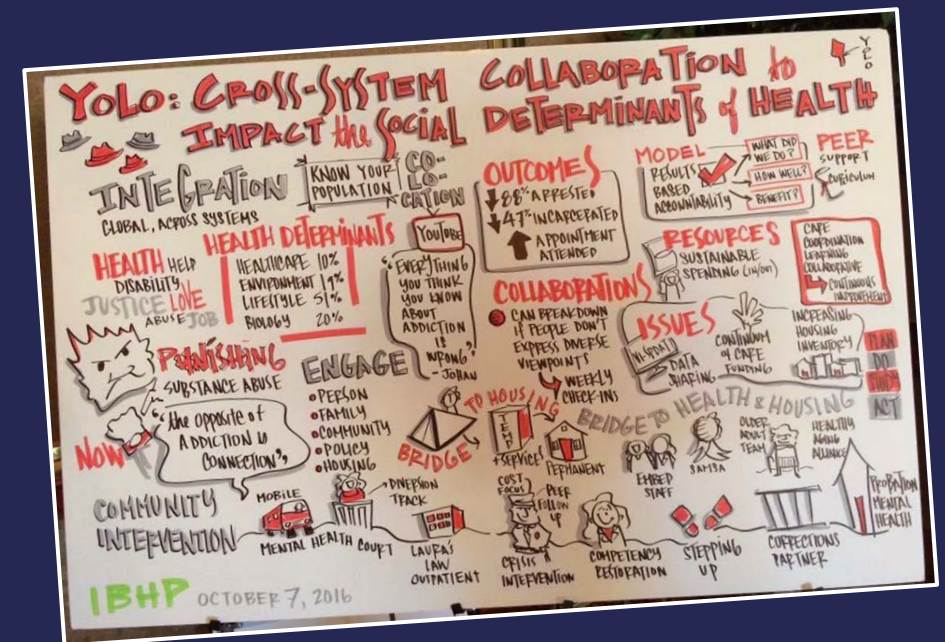 YOLO: CROSS-SYSTEM COLLABORATION to
IMPACT the SOCIAL DETERMINANTS of HEALTH
YOLO
INTEGRATION
GLOBAL, ACROSS SYSTEMS
KNOW YOUR
POPULATION
CO-
LO-
CATION
HEALTH HELP
DISABILITY
JUSTICE LOVE
ABUSE JOB
HEALTH DETERMINANTS
HEALTHCARE 10%
ENVIRONMENT 19%
LIFESTYLE 51%
BIOLOGY 20%
YOUTUBE
"EVERYTHING
YOU THINK
YOU KNOW
ABOUT
ADDICTION
IS
WRONG"
- JOHAN
OUTCOMES
88% ARRESTED
47% INCARCERATED
APPOINTMENT
ATTENDED
MODEL
RESULTS
BASED
ACCOUNTABILITY
WHAT DID
WE DO?
HOW WELL?
BENEFIT?
PEER
SUPPORT
CURICULUM
COLLABORATIONS
CAN BREAKDOWN
IF PEOPLE DON'T
EXPRESS DIVERSE
VIEWPOINTS
WEEKLY
CHECK-INS
RESOURCES
SUSTAINABLE
SPENDING (IN/OUT)
CARE
COORDINATION
LEARNING
COLLABORATIVE
CONTINUOUS
IMPROVEMENT
ISSUES
DATA
SHARING
CONTINUUM
OF CARE
FUNDING
INCREASING
HOUSING
INVENTORY
PLAN
DO
STUDY
ACT
PUNISHING
SUBSTANCE ABUSE
NOW
"the OPPOSITE OF
ADDICTION is
CONNECTION"
ENGAGE
PERSON
FAMILY
COMMUNITY
POLICY
HOUSING
BRIDGE
TO HOUSING
TEMP
+SERVICES
PERMANENT
BRIDGE TO HEALTH & HOUSING
EMBED
STAFF
SAMSA
OLDER
ADULT
TEAM
HEALTHY
AGING
ALLIANCE
COMMUNITY
INTERVENTION
MOBILE
MENTAL HEALTH COURT
DIVERSION
TRACK
LAURA'S
LAW
OUTPATIENT
CUST
FOCUS
PEER
FOLLOW
UP
CRISIS
INTERVENTION
COMPETENCY
RESTORATION
STEPPING
UP
CORRECTIONS
PARTNER
PROBATION
MENTAL
HEALTH
IBHP OCTOBER 7, 2016